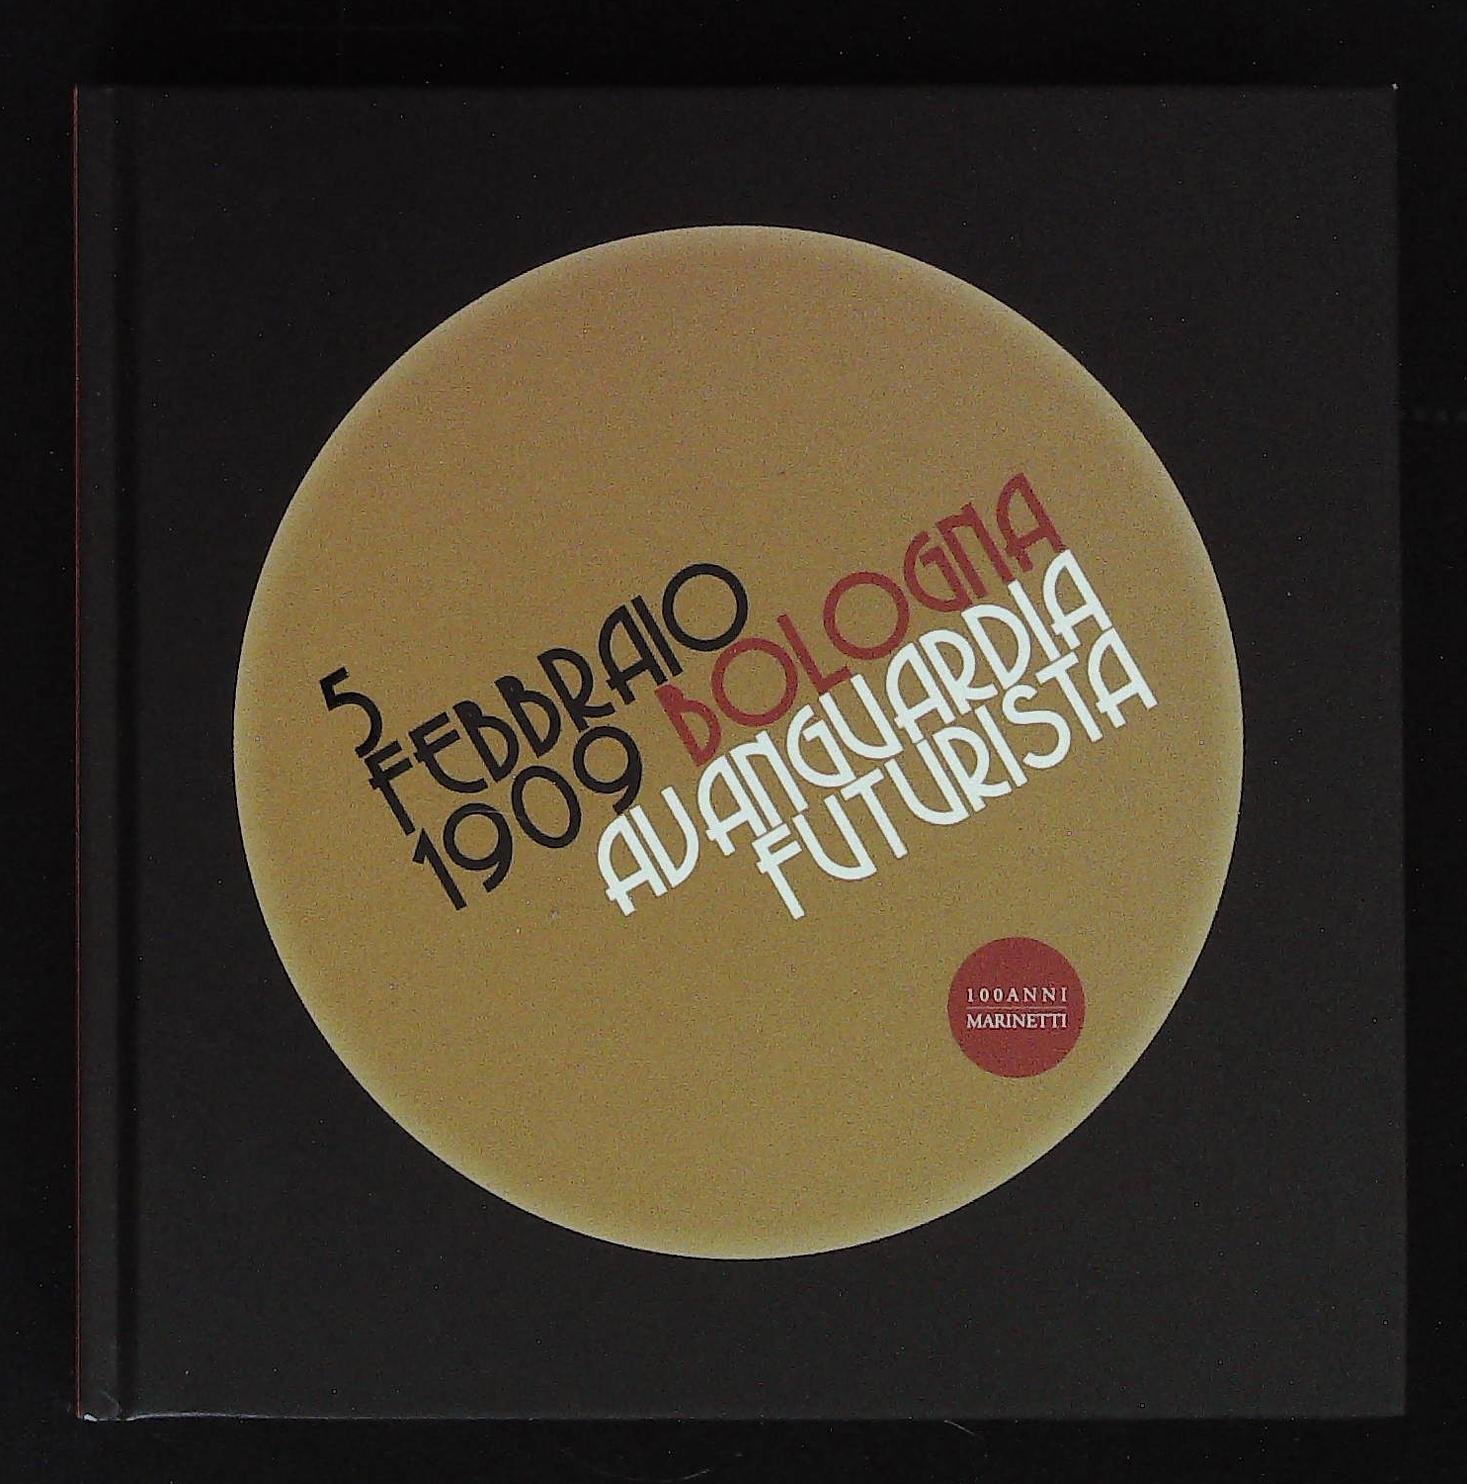 5
FEBBRAIO
1909
BOLOGNA
AVANGUARDIA
FUTURISTA
100ANNI
MARINETTI